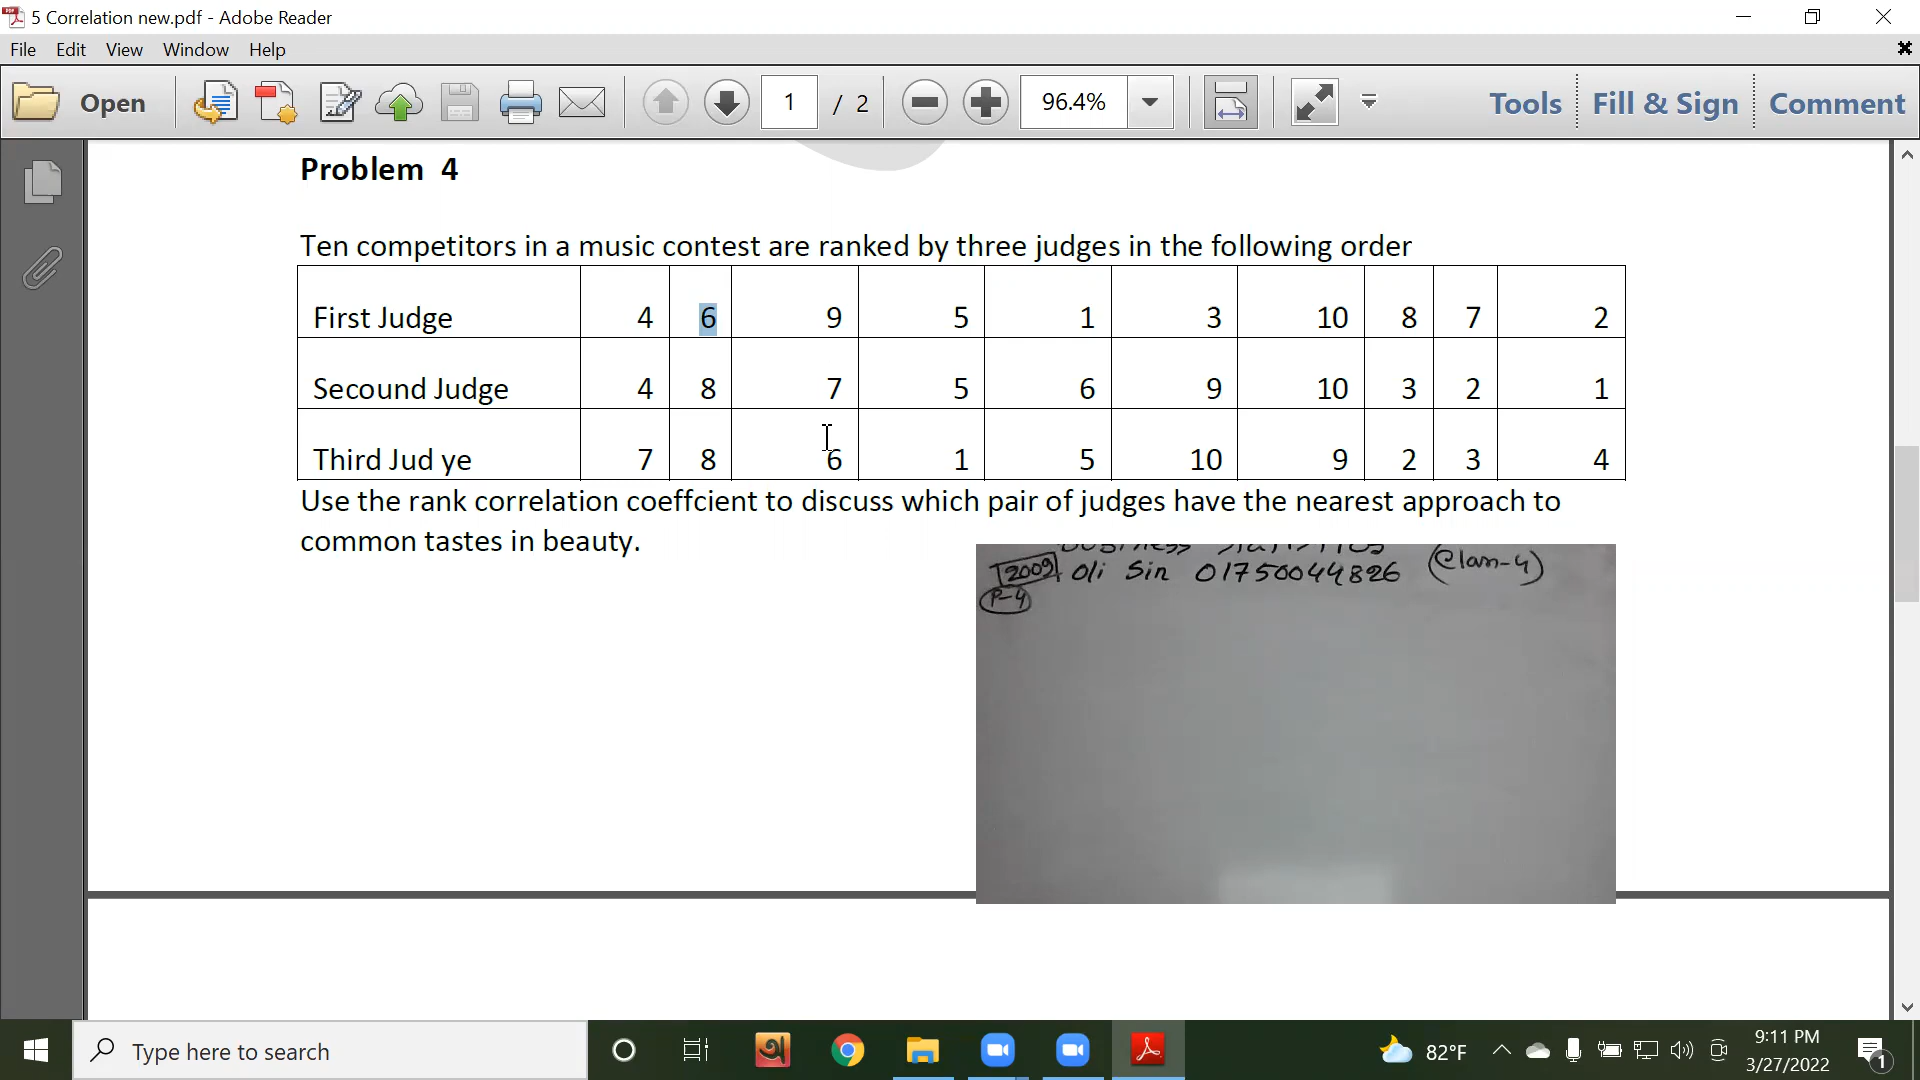 5 Correlation new.pdf - Adobe Reader
File Edit View Window Help
Open 1 / 2 96.4% Tools Fill & Sign Comment
Problem 4
Ten competitors in a music contest are ranked by three judges in the following order
First Judge 4 6 9 5 1 3 10 8 7 2
Secound Judge 4 8 7 5 6 9 10 3 2 1
Third Jud ye 7 8 6 1 5 10 9 2 3 4
Use the rank correlation coeffcient to discuss which pair of judges have the nearest approach to
common tastes in beauty.
2009 Oli Sir 01750044826 (Class-4)
P-4
Type here to search 82°F 9:11 PM
3/27/2022 1